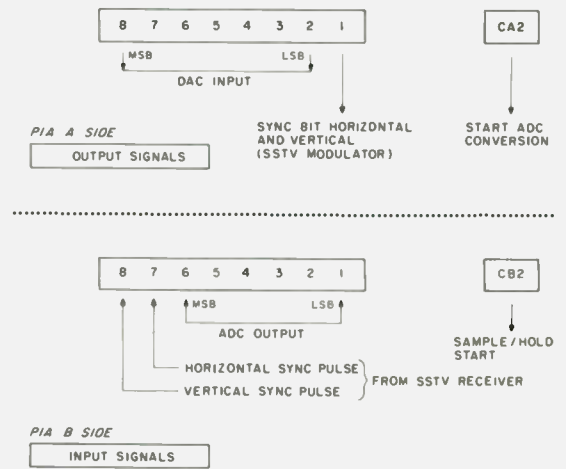 8 7 6 5 4 3 2 1 CA2
MSB LSB
DAC INPUT
SYNC BIT HORIZONTAL
AND VERTICAL
(SSTV MODULATOR)
START ADC
CONVERSION
PIA A SIDE
OUTPUT SIGNALS
8 7 6 5 4 3 2 1 CB2
MSB LSB
ADC OUTPUT
SAMPLE/HOLD
START
HORIZONTAL SYNC PULSE
VERTICAL SYNC PULSE
FROM SSTV RECEIVER
PIA B SIDE
INPUT SIGNALS